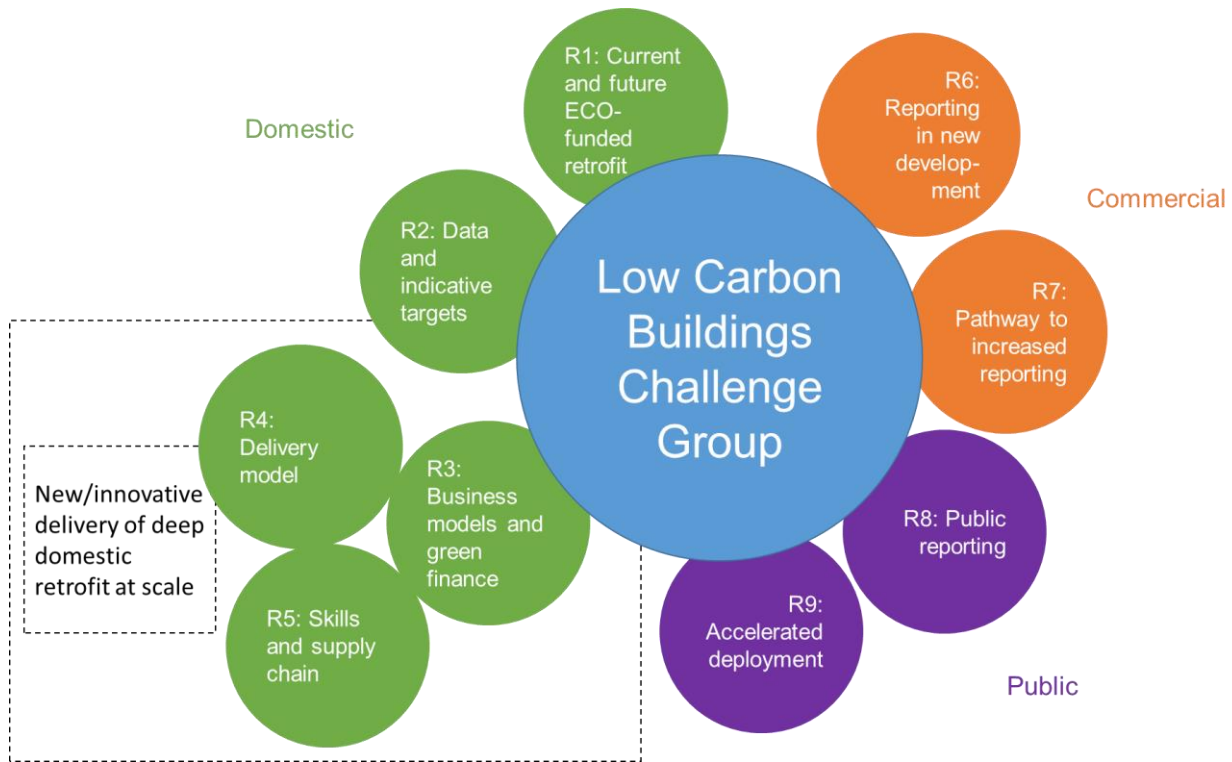 Domestic
R1: Current
and future
ECO-
funded
retrofit
R2: Data
and
indicative
targets
R4:
Delivery
model
R3:
Business
models and
green
finance
R5: Skills
and supply
chain
New/innovative
delivery of deep
domestic
retrofit at scale
Low Carbon
Buildings
Challenge
Group
R6:
Reporting
in new
develop-
ment
Commercial
R7:
Pathway to
increased
reporting
R8: Public
reporting
R9:
Accelerated
deployment
Public